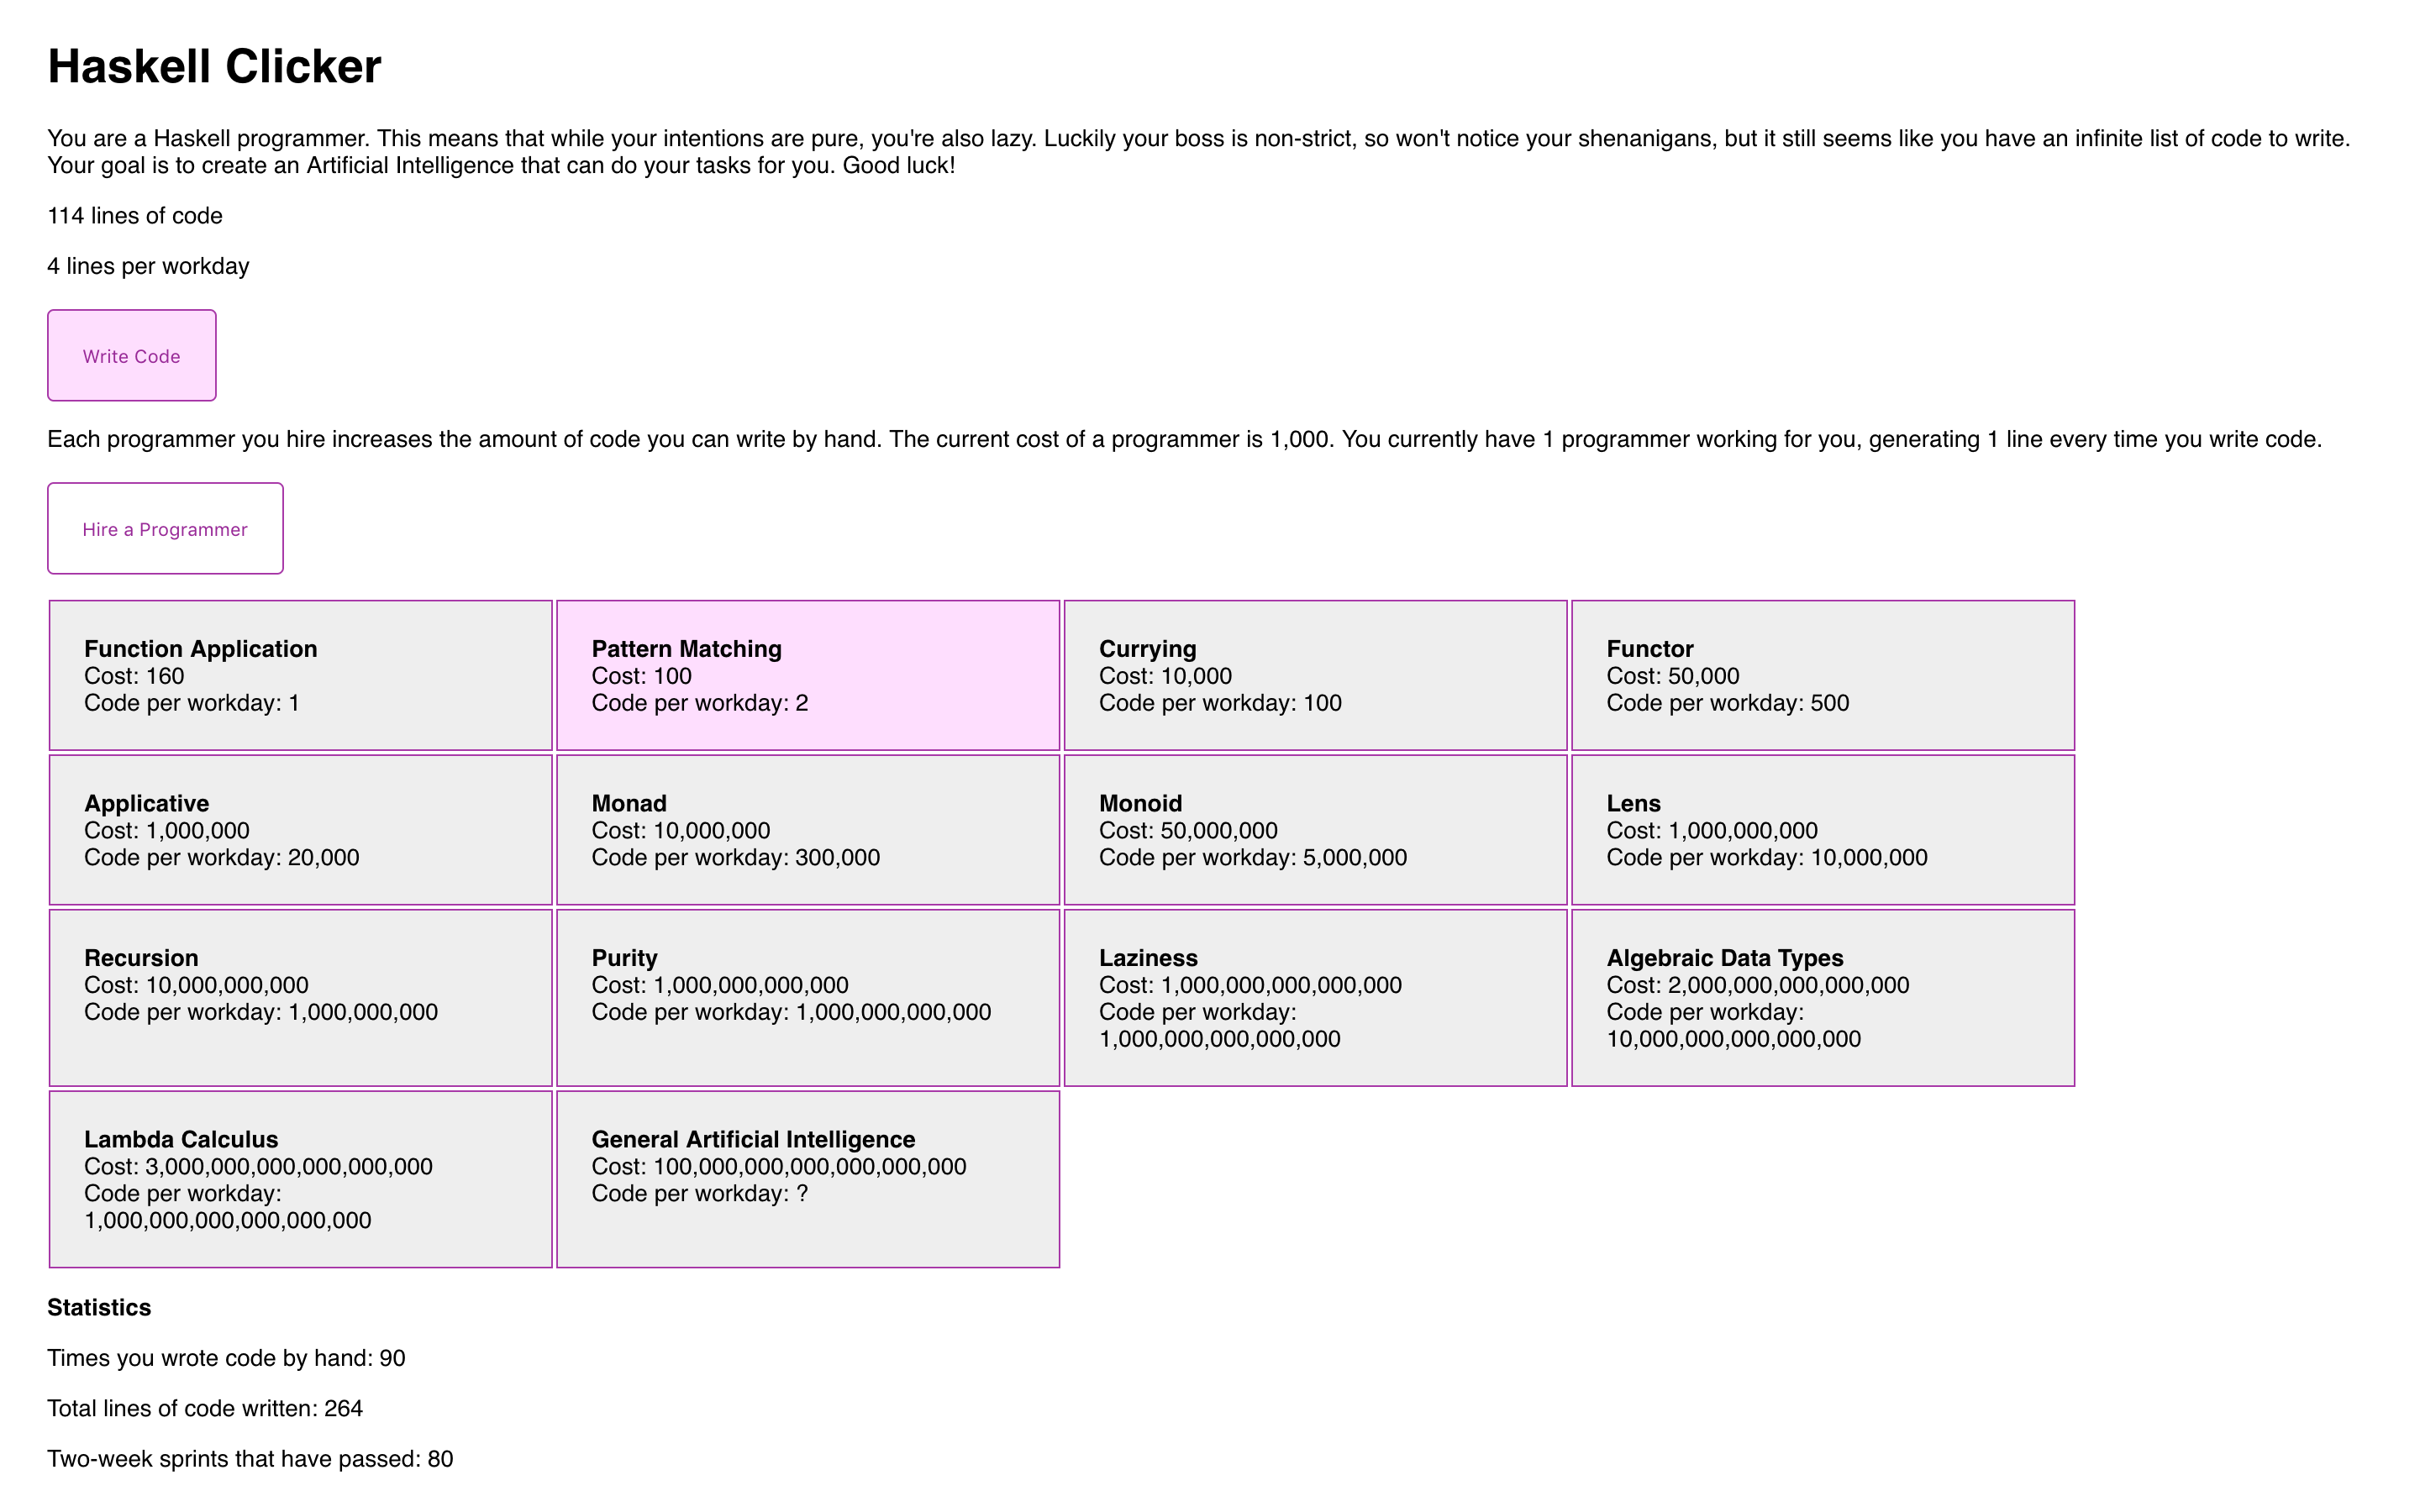 Haskell Clicker
You are a Haskell programmer. This means that while your intentions are pure, you're also lazy. Luckily your boss is non-strict, so won't notice your shenanigans, but it still seems like you have an infinite list of code to write.
Your goal is to create an Artificial Intelligence that can do your tasks for you. Good luck!
114 lines of code
4 lines per workday
Write Code
Each programmer you hire increases the amount of code you can write by hand. The current cost of a programmer is 1,000. You currently have 1 programmer working for you, generating 1 line every time you write code.
Hire a Programmer
Function Application
Cost: 160
Code per workday: 1
Pattern Matching
Cost: 100
Code per workday: 2
Currying
Cost: 10,000
Code per workday: 100
Functor
Cost: 50,000
Code per workday: 500
Applicative
Cost: 1,000,000
Code per workday: 20,000
Monad
Cost: 10,000,000
Code per workday: 300,000
Monoid
Cost: 50,000,000
Code per workday: 5,000,000
Lens
Cost: 1,000,000,000
Code per workday: 10,000,000
Recursion
Cost: 10,000,000,000
Code per workday: 1,000,000,000
Purity
Cost: 1,000,000,000,000
Code per workday: 1,000,000,000,000
Laziness
Cost: 1,000,000,000,000,000
Code per workday:
1,000,000,000,000,000
Algebraic Data Types
Cost: 2,000,000,000,000,000
Code per workday:
10,000,000,000,000,000
Lambda Calculus
Cost: 3,000,000,000,000,000,000
Code per workday:
1,000,000,000,000,000,000
General Artificial Intelligence
Cost: 100,000,000,000,000,000,000
Code per workday: ?
Statistics
Times you wrote code by hand: 90
Total lines of code written: 264
Two-week sprints that have passed: 80